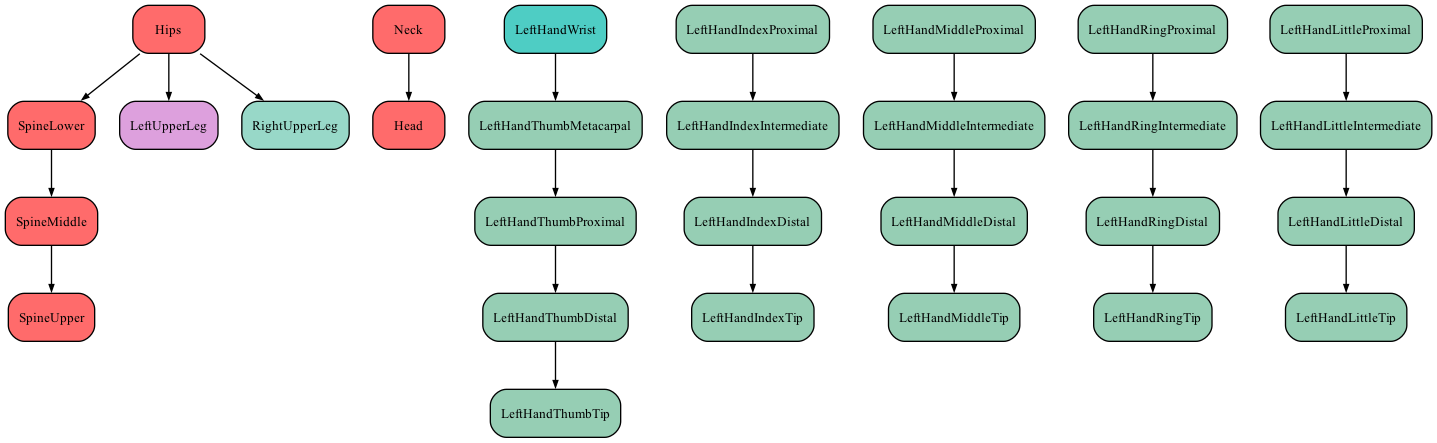 Hips
Neck
LeftHandWrist
LeftHandIndexProximal
LeftHandMiddleProximal
LeftHandRingProximal
LeftHandLittleProximal
SpineLower
LeftUpperLeg
RightUpperLeg
Head
LeftHandThumbMetacarpal
LeftHandIndexIntermediate
LeftHandMiddleIntermediate
LeftHandRingIntermediate
LeftHandLittleIntermediate
SpineMiddle
LeftHandThumbProximal
LeftHandIndexDistal
LeftHandMiddleDistal
LeftHandRingDistal
LeftHandLittleDistal
SpineUpper
LeftHandThumbDistal
LeftHandIndexTip
LeftHandMiddleTip
LeftHandRingTip
LeftHandLittleTip
LeftHandThumbTip